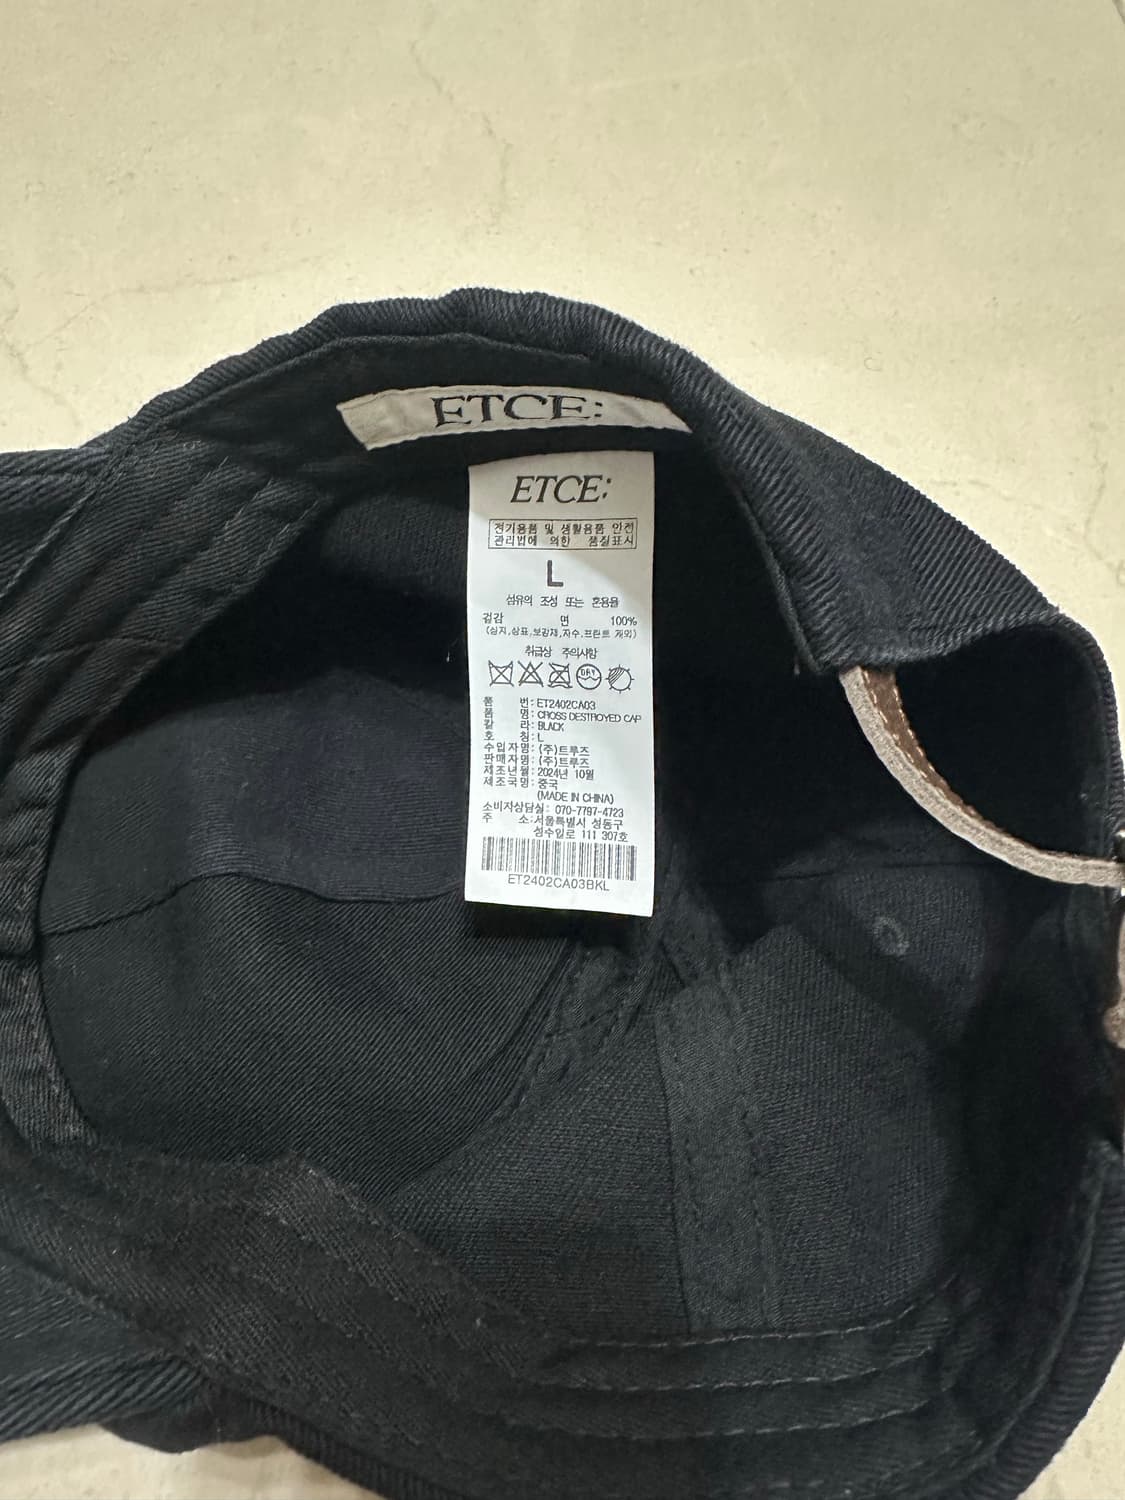 ETCE:
ETCE:
전기용품 및 생활용품 안전
관리법에 의한 품질표시
L
섬유의 조성 또는 혼용율
겉감 면 100%
(심지,상표,보강재,자수,프린트 제외)
취급상 주의사항
DRY
품 번: ET2402CA03
품 명: CROSS DESTROYED CAP
칼 라: BLACK
호 칭: L
수입자명: (주)트루즈
판매자명: (주)트루즈
제조년월: 2024년 10월
제조국명: 중국
(MADE IN CHINA)
소비자상담실: 070-7797-4723
주 소:서울특별시 성동구
성수일로 111 307호
ET2402CA03BKL